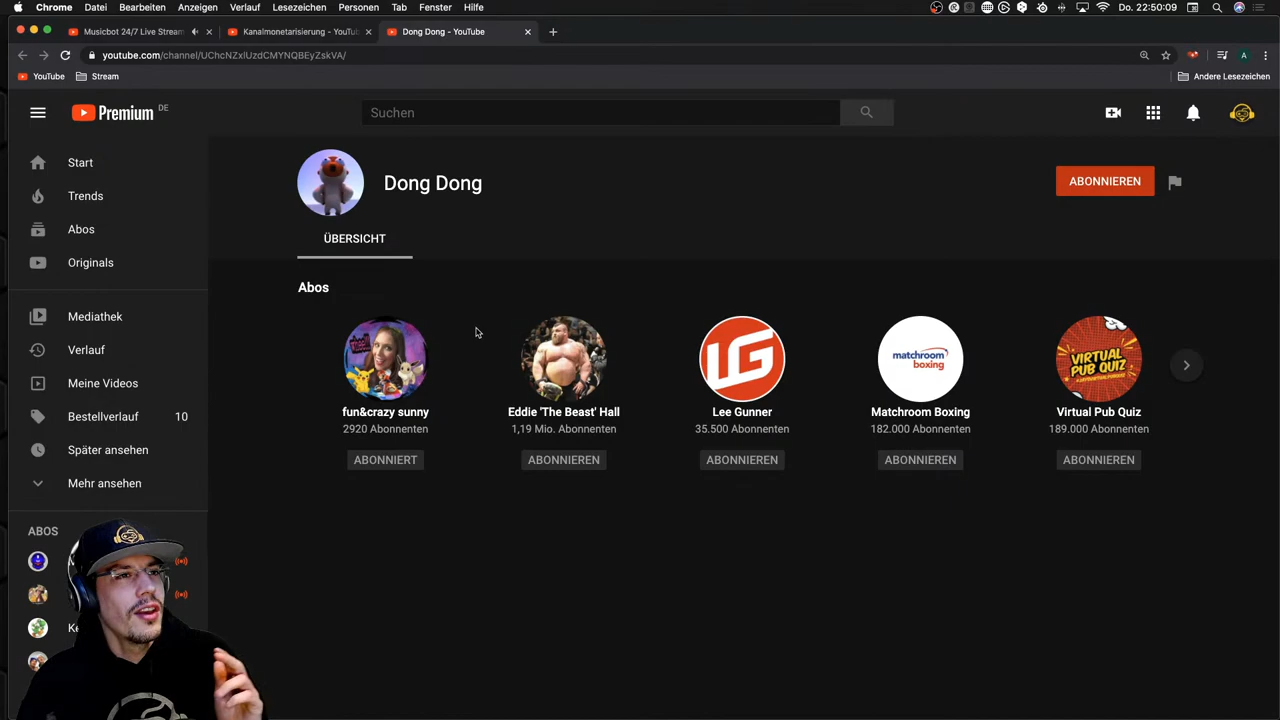 Chrome Datei Bearbeiten Anzeigen Verlauf Lesezeichen Personen Tab Fenster Hilfe Do. 22:50:09
Musicbot 24/7 Live Stream Kanalmonetarisierung - YouTu Dong Dong - YouTube
youtube.com/channel/UChcNZxlUzdCMYNQBEyZskVA/ A
YouTube Stream Andere Lesezeichen
Premium DE Suchen
Start
Trends
Abos
Originals
Mediathek
Verlauf
Meine Videos
Bestellverlauf 10
Später ansehen
Mehr ansehen
ABOS
Dong Dong ABONNIEREN
ÜBERSICHT
Abos
LG matchroom boxing VIRTUAL PUB QUIZ
fun&crazy sunny Eddie 'The Beast' Hall Lee Gunner Matchroom Boxing Virtual Pub Quiz
2920 Abonnenten 1,19 Mio. Abonnenten 35.500 Abonnenten 182.000 Abonnenten 189.000 Abonnenten
ABONNIERT ABONNIEREN ABONNIEREN ABONNIEREN ABONNIEREN